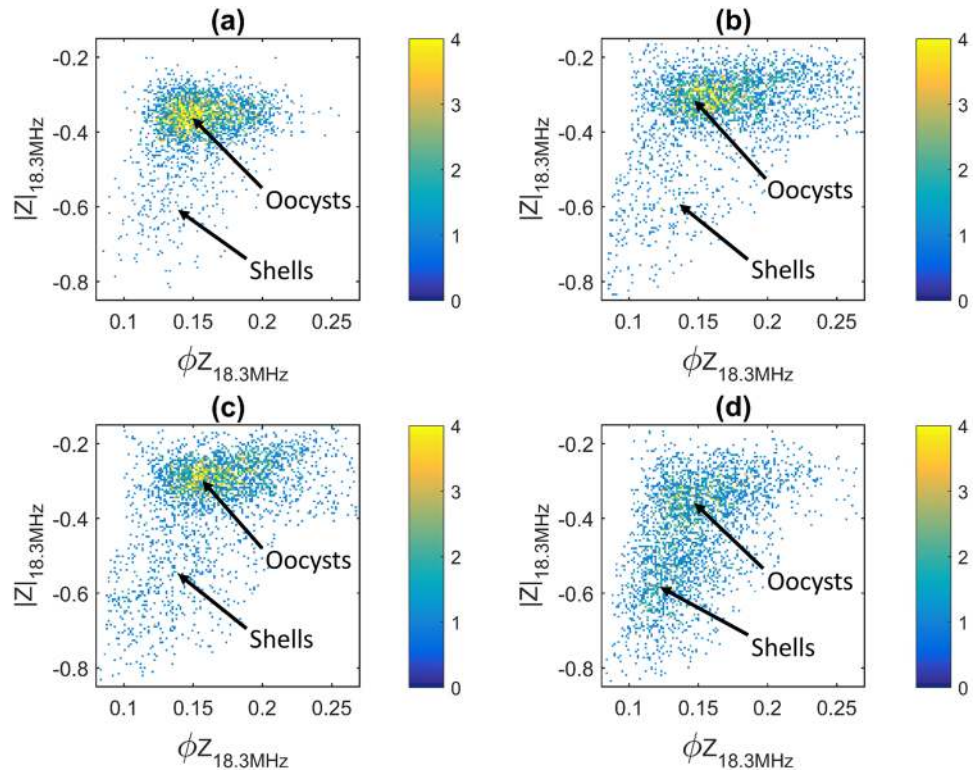 (a)
-0.2
-0.4
-0.6
-0.8
|Z|18.3MHz
Oocysts
Shells
0.1 0.15 0.2 0.25
ϕZ18.3MHz
4
3
2
1
0
(b)
-0.2
-0.4
-0.6
-0.8
|Z|18.3MHz
Oocysts
Shells
0.1 0.15 0.2 0.25
ϕZ18.3MHz
4
3
2
1
0
(c)
-0.2
-0.4
-0.6
-0.8
|Z|18.3MHz
Oocysts
Shells
0.1 0.15 0.2 0.25
ϕZ18.3MHz
4
3
2
1
0
(d)
-0.2
-0.4
-0.6
-0.8
|Z|18.3MHz
Oocysts
Shells
0.1 0.15 0.2 0.25
ϕZ18.3MHz
4
3
2
1
0